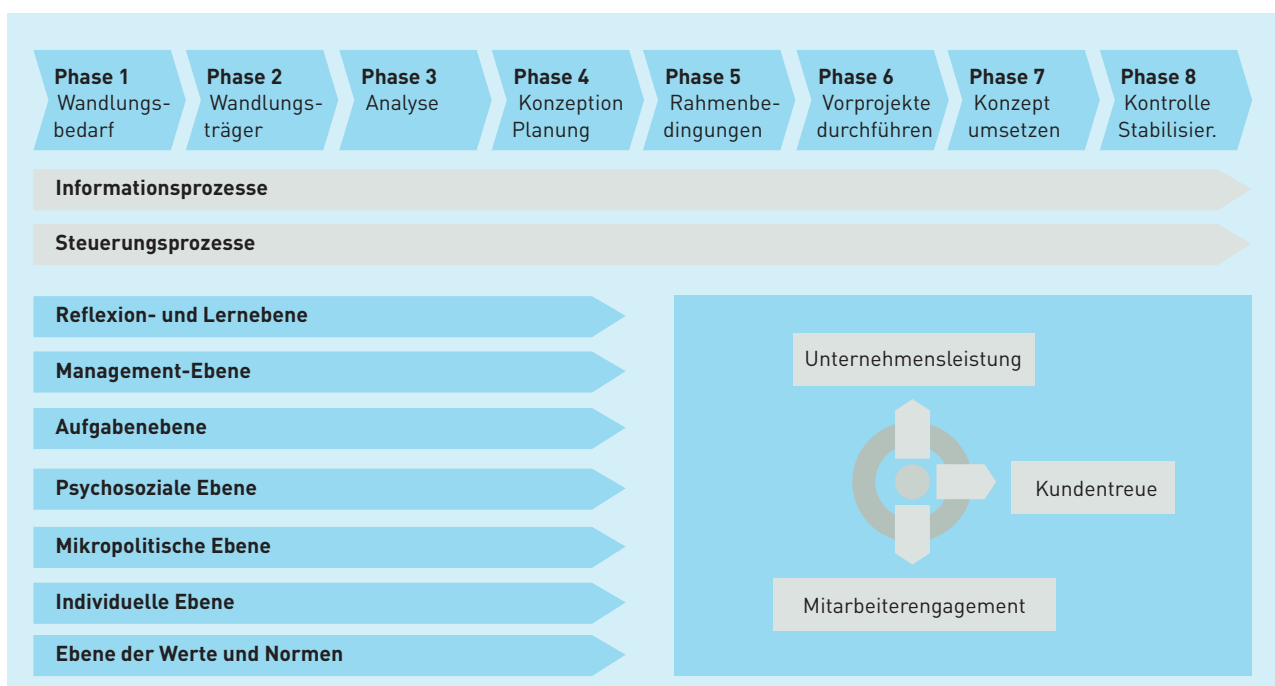 Phase 1
Wandlungs-
bedarf
Phase 2
Wandlungs-
träger
Phase 3
Analyse
Phase 4
Konzeption
Planung
Phase 5
Rahmenbe-
dingungen
Phase 6
Vorprojekte
durchführen
Phase 7
Konzept
umsetzen
Phase 8
Kontrolle
Stabilisier.
Informationsprozesse
Steuerungsprozesse
Reflexion- und Lernebene
Management-Ebene
Aufgabenebene
Psychosoziale Ebene
Mikropolitische Ebene
Individuelle Ebene
Ebene der Werte und Normen
Unternehmensleistung
Kundentreue
Mitarbeiterengagement